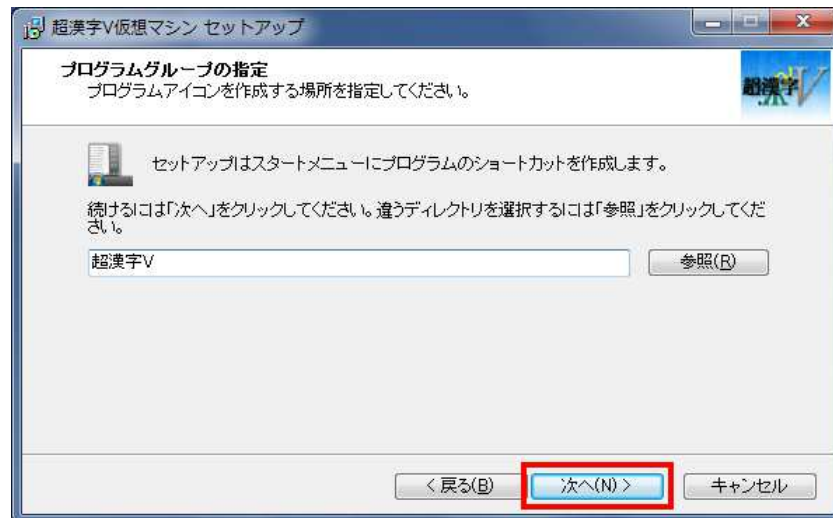 超漢字V仮想マシン セットアップ
プログラムグループの指定
プログラムアイコンを作成する場所を指定してください。
超漢字V
セットアップはスタートメニューにプログラムのショートカットを作成します。
続けるには「次へ」をクリックしてください。違うディレクトリを選択するには「参照」をクリックしてくだ
さい。
超漢字V
参照(R)
< 戻る(B)
次へ(N) >
キャンセル